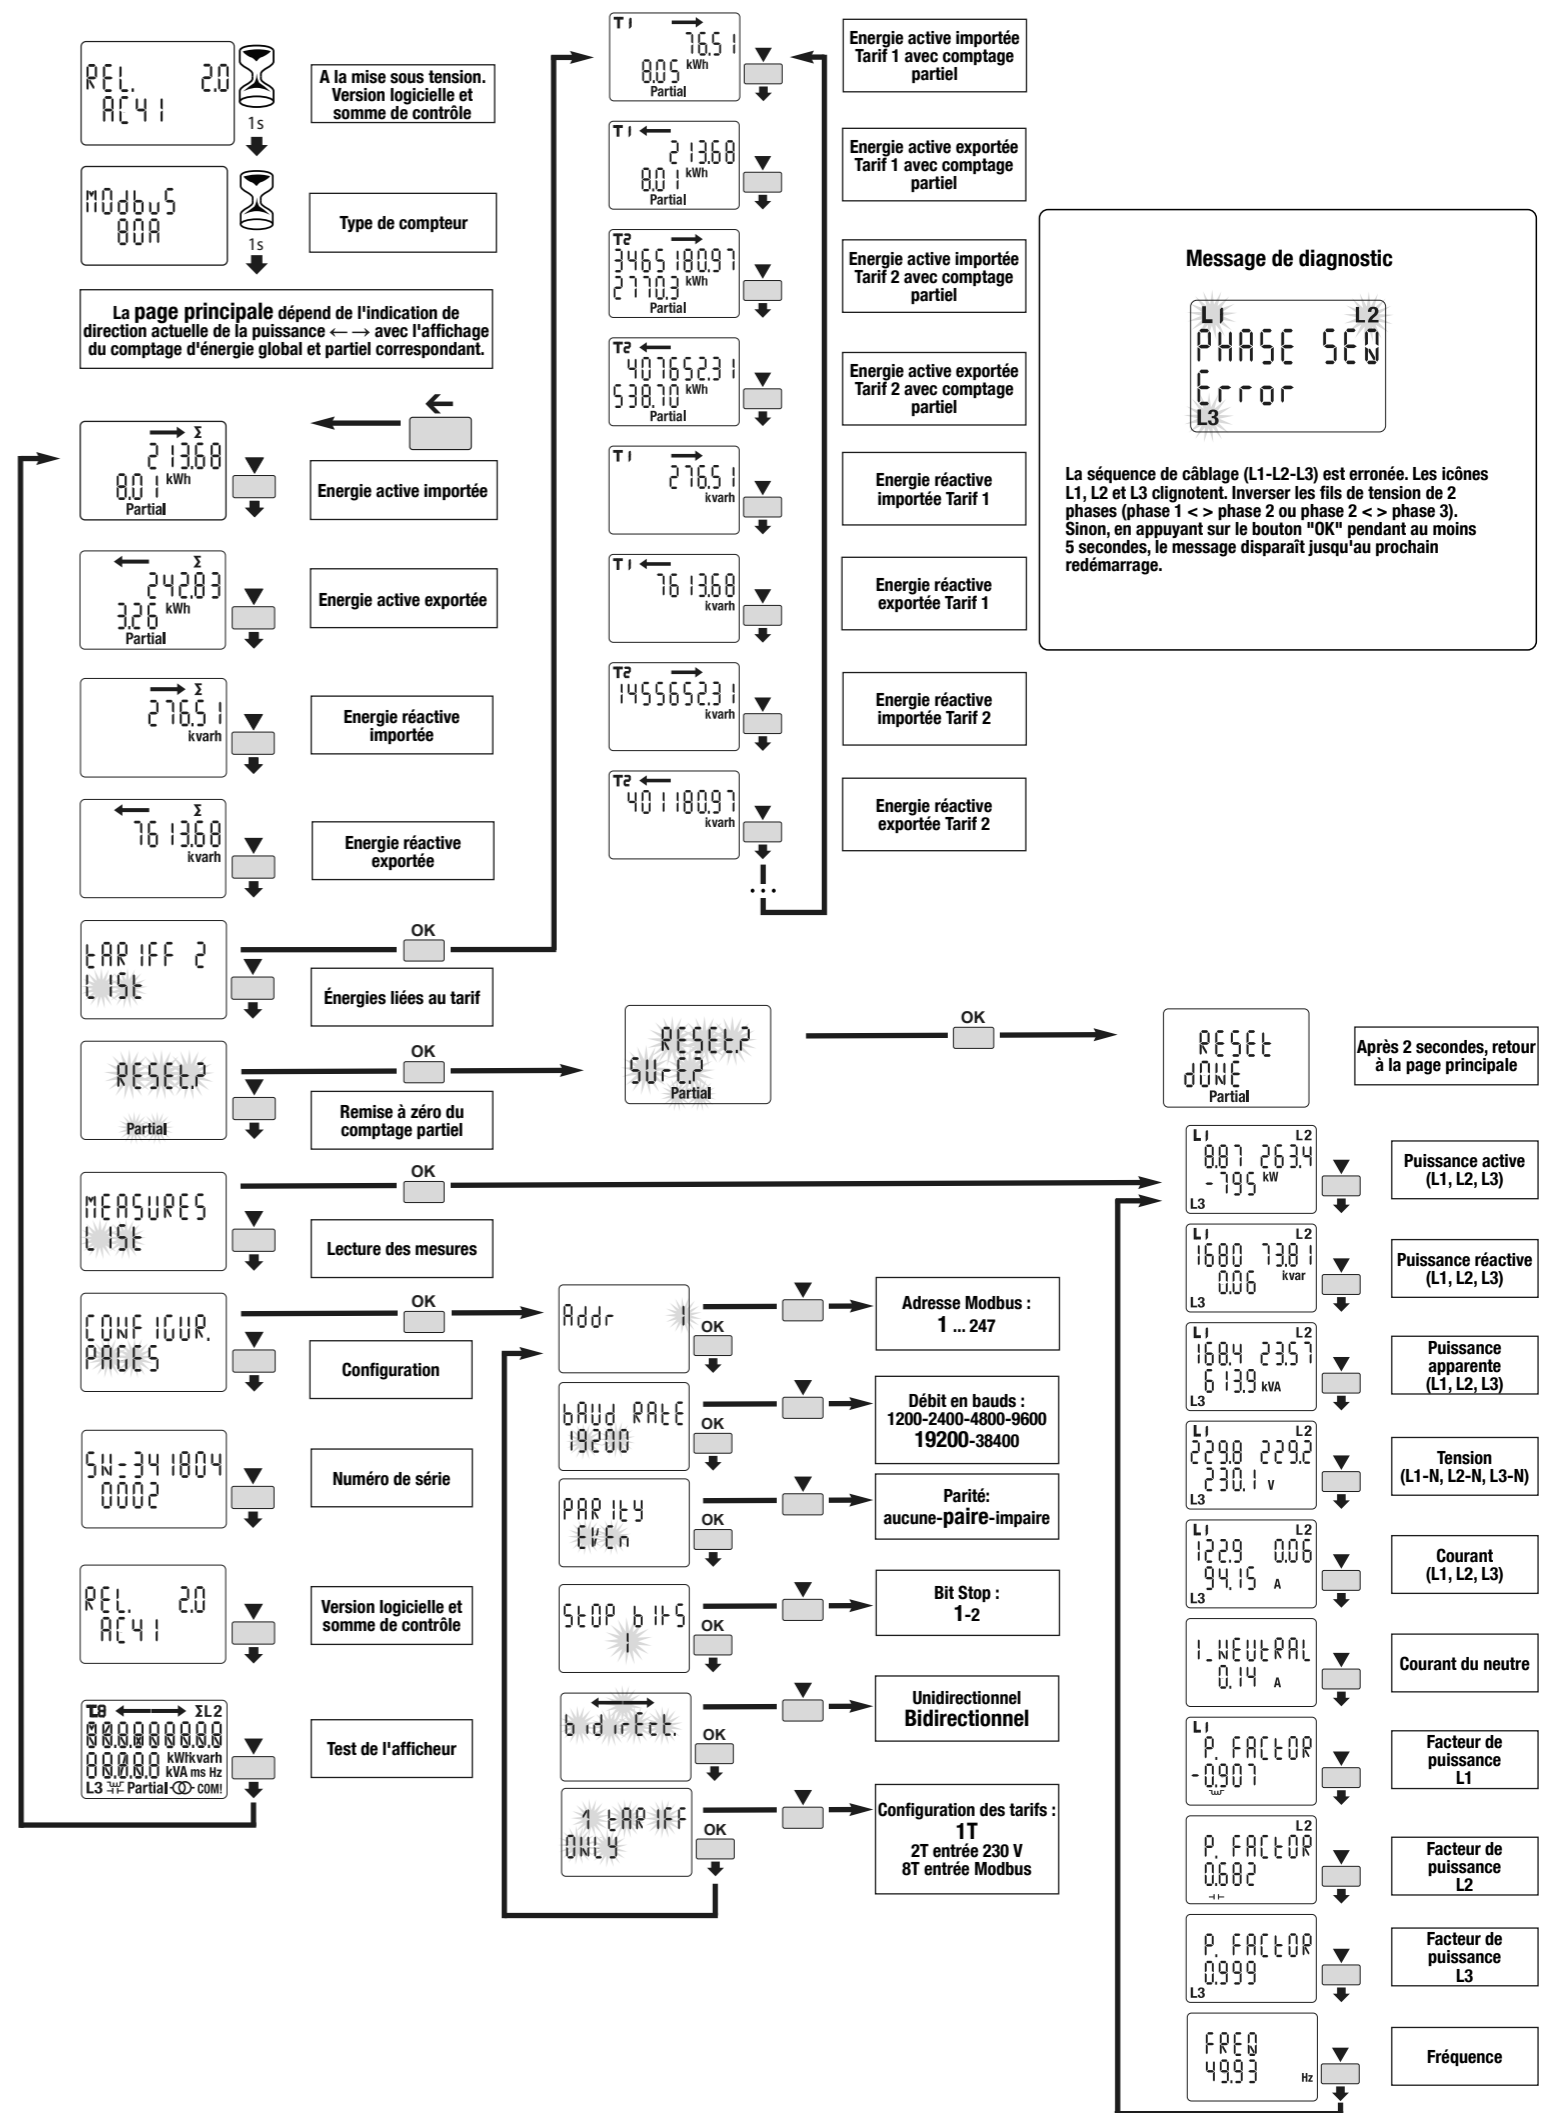 REL. 2.0
AC41
1s
A la mise sous tension.
Version logicielle et
somme de contrôle
MOdbuS
80A
1s
Type de compteur
La page principale dépend de l'indication de
direction actuelle de la puissance ←→ avec l'affichage
du comptage d'énergie global et partiel correspondant.
→ Σ
213.68
8.01 kWh
Partial
Energie active importée
← Σ
242.83
3.26 kWh
Partial
Energie active exportée
→ Σ
276.51
kvarh
Energie réactive
importée
← Σ
7613.68
kvarh
Energie réactive
exportée
tARIFF 2
LISt
OK
Énergies liées au tarif
RESEt.?
Partial
OK
Remise à zéro du
comptage partiel
RESEt.?
SUrE.?
Partial
OK
RESEt
dONE
Partial
Après 2 secondes, retour
à la page principale
MEASURES
LISt
OK
Lecture des mesures
CONFIGUR.
PAGES
OK
Configuration
SN-341804
0002
Numéro de série
REL. 2.0
AC41
Version logicielle et
somme de contrôle
T8 ←→ ΣL2
kWhkvarh
kVA ms Hz
L3 Partial COM!
Test de l'afficheur
T1 →
76.51
8.05 kWh
Partial
Energie active importée
Tarif 1 avec comptage
partiel
T1 ←
213.68
8.01 kWh
Partial
Energie active exportée
Tarif 1 avec comptage
partiel
T2 →
3465180.97
2770.3 kWh
Partial
Energie active importée
Tarif 2 avec comptage
partiel
T2 ←
407652.31
538.70 kWh
Partial
Energie active exportée
Tarif 2 avec comptage
partiel
T1 →
276.51
kvarh
Energie réactive
importée Tarif 1
T1 ←
7613.68
kvarh
Energie réactive
exportée Tarif 1
T2 →
1455652.31
kvarh
Energie réactive
importée Tarif 2
T2 ←
401180.97
kvarh
Energie réactive
exportée Tarif 2
...
Message de diagnostic
L1 L2
PHASE SEQ
Error
L3
La séquence de câblage (L1-L2-L3) est erronée. Les icônes
L1, L2 et L3 clignotent. Inverser les fils de tension de 2
phases (phase 1 < > phase 2 ou phase 2 < > phase 3).
Sinon, en appuyant sur le bouton "OK" pendant au moins
5 secondes, le message disparaît jusqu'au prochain
redémarrage.
Addr 1
OK
Adresse Modbus :
1 ... 247
bAUd RAtE
19200
OK
Débit en bauds :
1200-2400-4800-9600
19200-38400
PARItY
EVEn
OK
Parité:
aucune-paire-impaire
StOP bItS
1
OK
Bit Stop :
1-2
←→
bidirEct.
OK
Unidirectionnel
Bidirectionnel
1 tARIFF
ONLY
OK
Configuration des tarifs :
1T
2T entrée 230 V
8T entrée Modbus
L1 L2
8.87 263.4
-795 kW
L3
Puissance active
(L1, L2, L3)
L1 L2
1680 73.81
0.06 kvar
L3
Puissance réactive
(L1, L2, L3)
L1 L2
168.4 23.57
613.9 kVA
L3
Puissance
apparente
(L1, L2, L3)
L1 L2
229.8 229.2
230.1 V
L3
Tension
(L1-N, L2-N, L3-N)
L1 L2
122.9 0.06
94.15 A
L3
Courant
(L1, L2, L3)
I_NEUtRAL
0.14 A
Courant du neutre
L1
P. FACtOR
-0.907
Facteur de
puissance
L1
L2
P. FACtOR
0.682
Facteur de
puissance
L2
P. FACtOR
0.999
L3
Facteur de
puissance
L3
FREQ
49.93
Hz
Fréquence